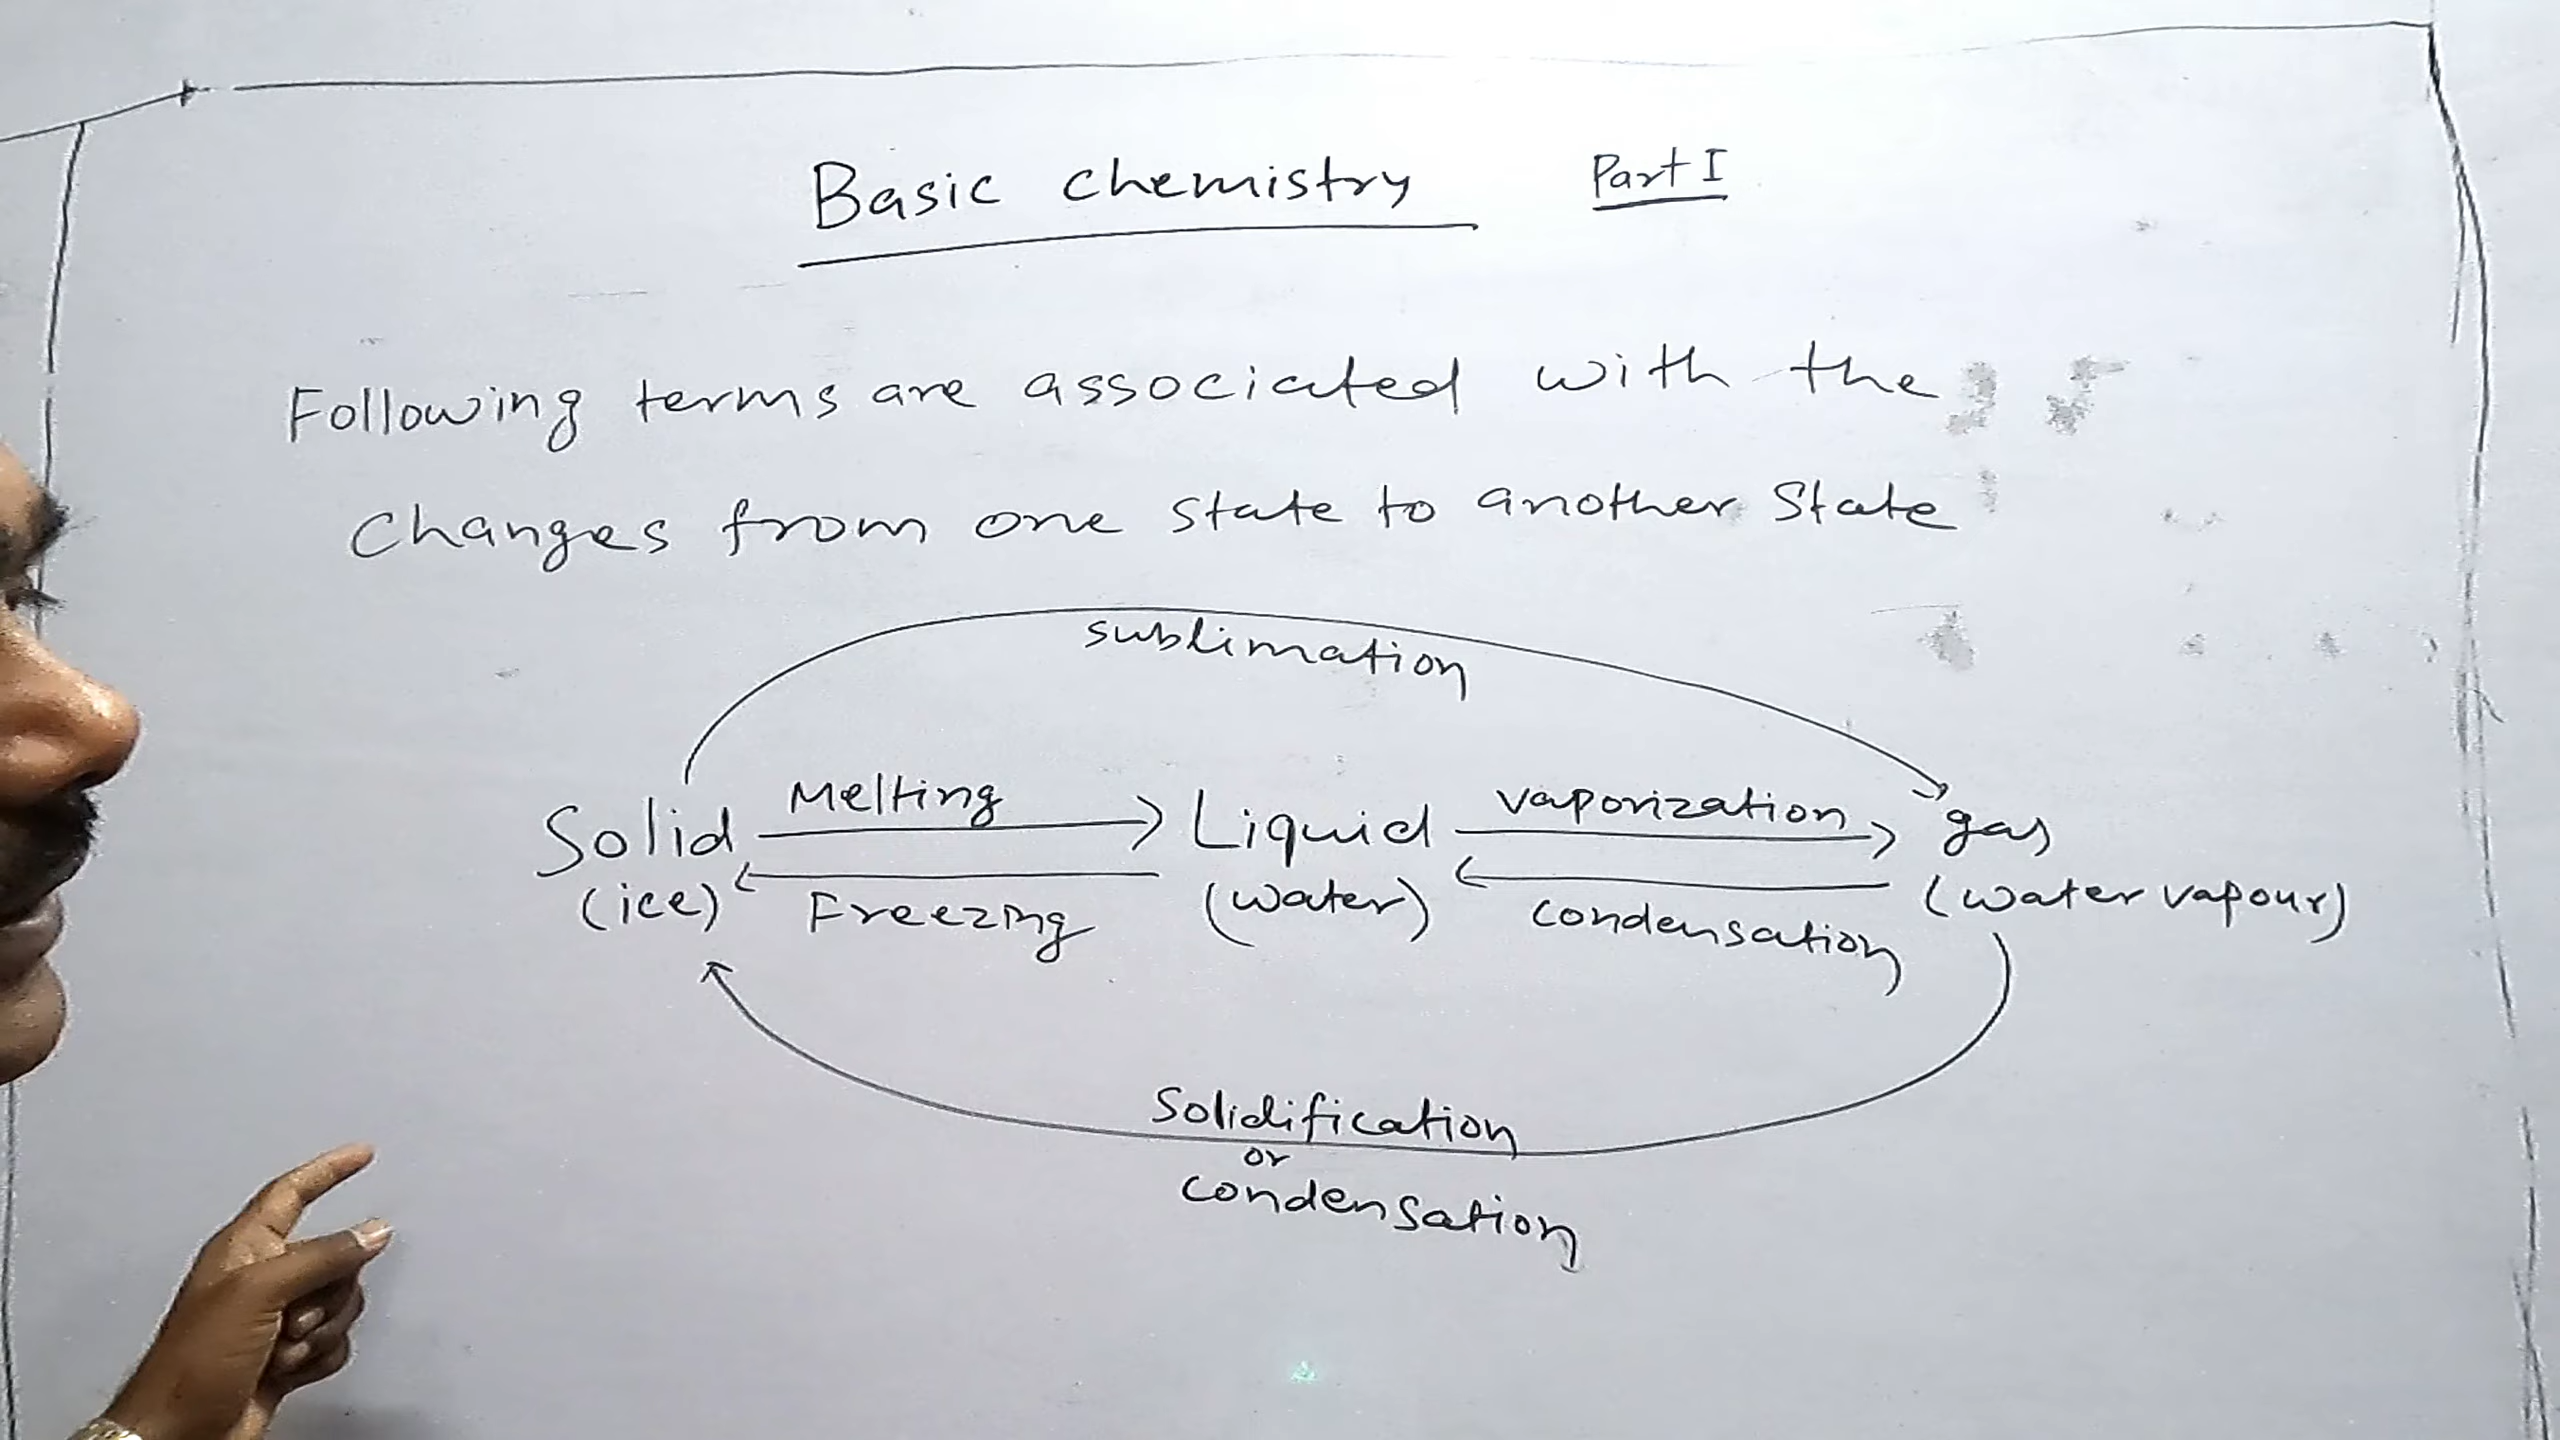 Basic chemistry Part I
Following terms are associated with the
Changes from one state to another State
sublimation
Solid Melting Liquid vaporization gas
(ice) Freezing (water) condensation (water vapour)
Solidification
or
condensation